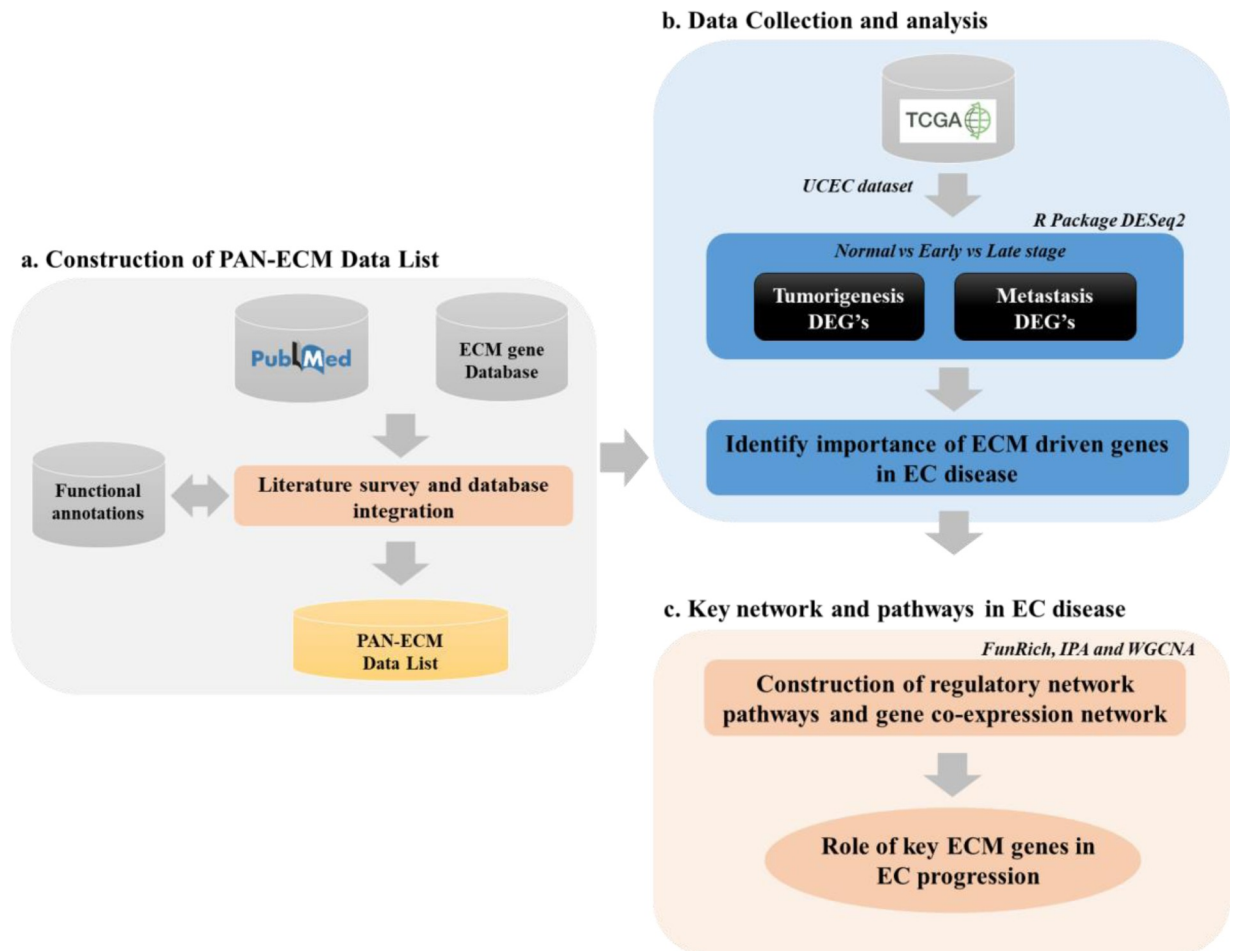 a. Construction of PAN-ECM Data List
PubMed
ECM gene
Database
Functional
annotations
Literature survey and database
integration
PAN-ECM
Data List
b. Data Collection and analysis
TCGA
UCEC dataset
R Package DESeq2
Normal vs Early vs Late stage
Tumorigenesis
DEG’s
Metastasis
DEG’s
Identify importance of ECM driven genes
in EC disease
c. Key network and pathways in EC disease
FunRich, IPA and WGCNA
Construction of regulatory network
pathways and gene co-expression network
Role of key ECM genes in
EC progression